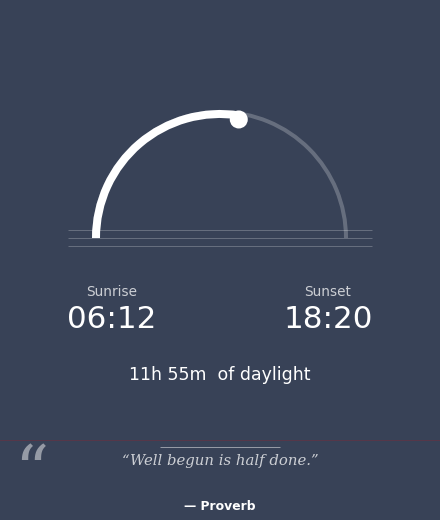 Sunrise Sunset
06:12 18:20
11h 55m of daylight
“
“Well begun is half done.”
— Proverb